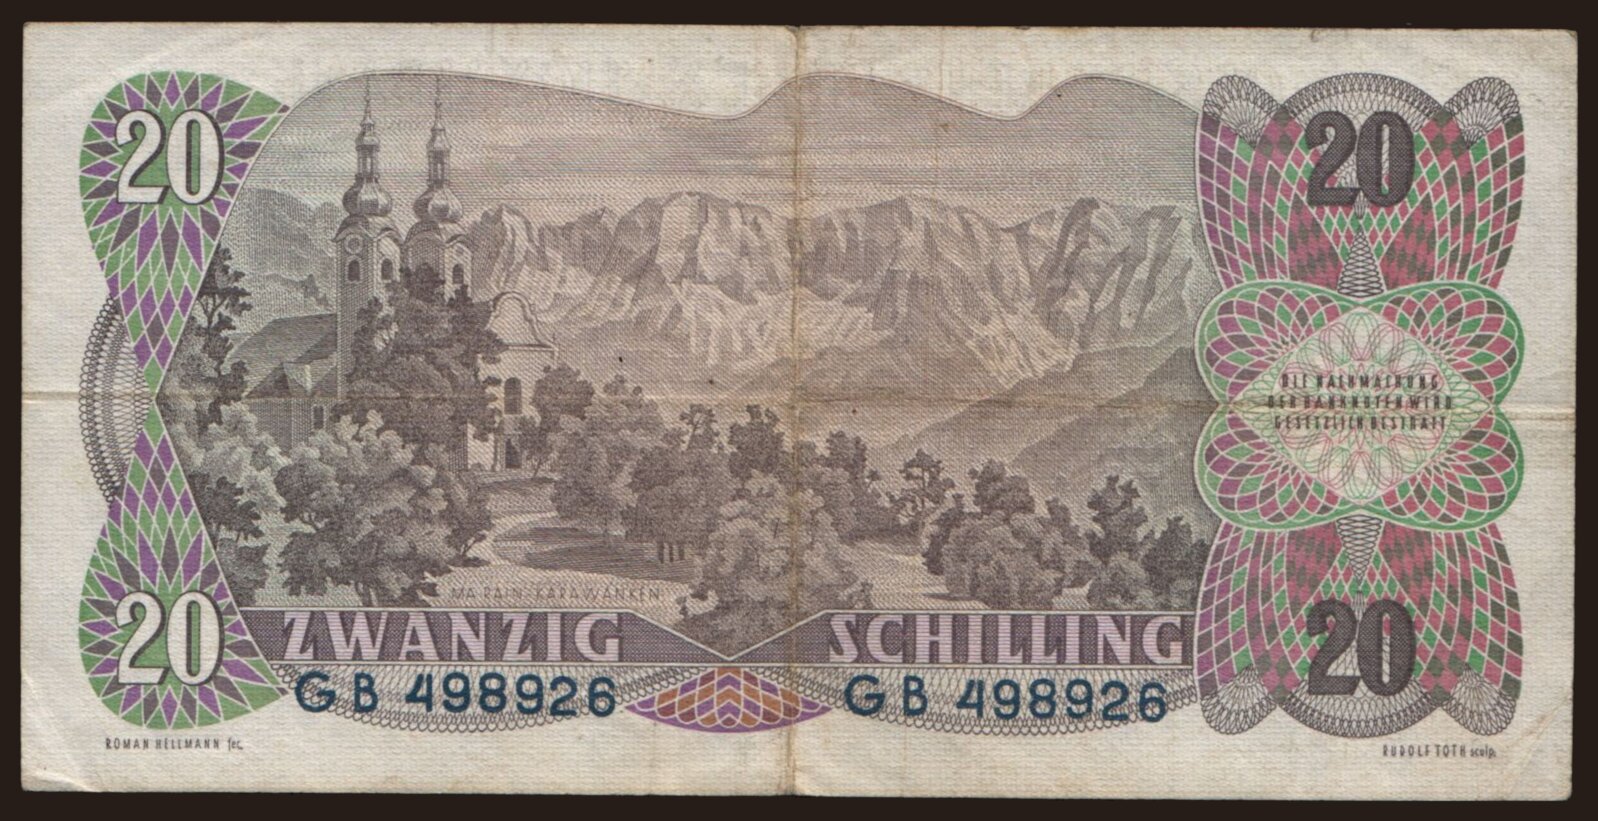 20
20
DIE NACHMACHUNG
DER BANKNOTEN WIRD
GESETZLICH BESTRAFT
MA. RAIN - KARAWANKEN
ZWANZIG SCHILLING
20
20
GB 498926
GB 498926
ROMAN HELLMANN fec.
RUDOLF TOTH sculp.